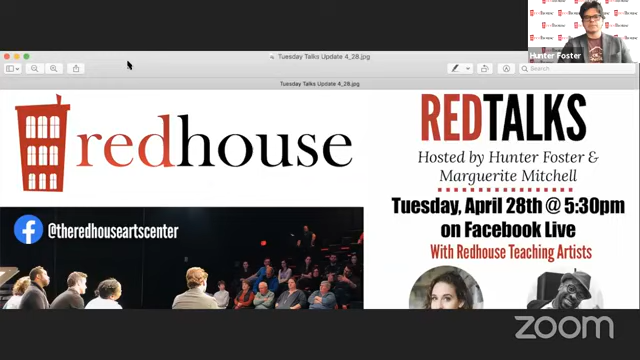 Hunter Foster
Tuesday Talks Update 4_28.jpg
Search
Tuesday Talks Update 4_28.jpg
redhouse
REDTALKS
Hosted by Hunter Foster &
Marguerite Mitchell
Tuesday, April 28th @ 5:30pm
on Facebook Live
With Redhouse Teaching Artists
@theredhouseartscenter
zoom